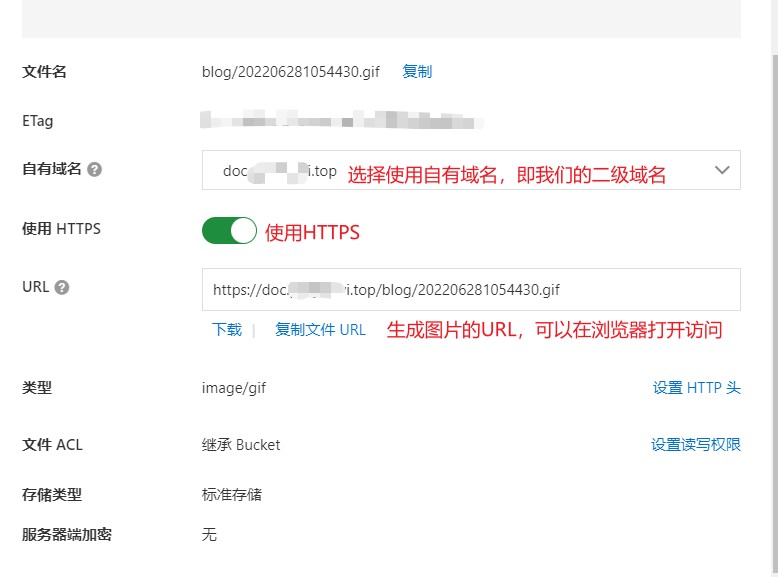 文件名 blog/202206281054430.gif 复制
ETag
自有域名 doc. i.top 选择使用自有域名，即我们的二级域名
使用 HTTPS 使用HTTPS
URL https://doc. i.top/blog/202206281054430.gif
下载 | 复制文件 URL 生成图片的URL，可以在浏览器打开访问
类型 image/gif 设置 HTTP 头
文件 ACL 继承 Bucket 设置读写权限
存储类型 标准存储
服务器端加密 无